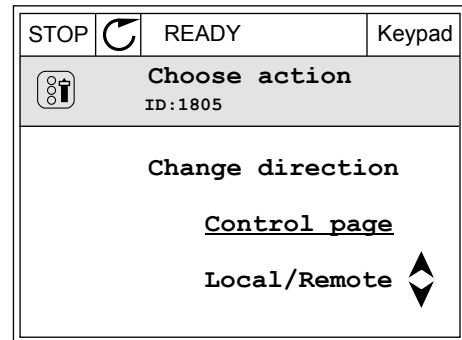 STOP READY Keypad
Choose action
ID:1805
Change direction
Control page
Local/Remote